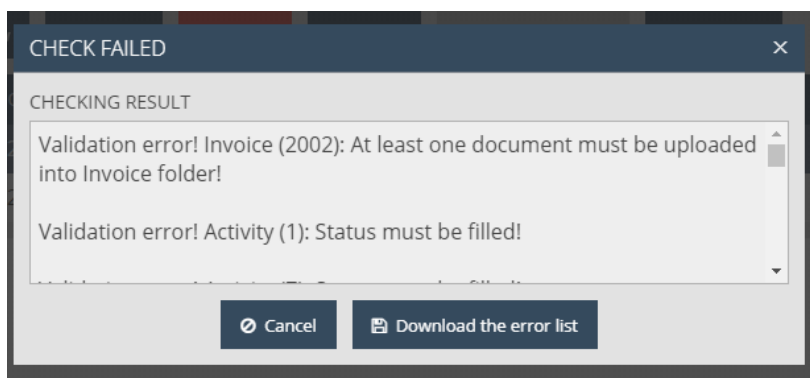 CHECK FAILED
CHECKING RESULT
Validation error! Invoice (2002): At least one document must be uploaded
into Invoice folder!
Validation error! Activity (1): Status must be filled!
Cancel
Download the error list